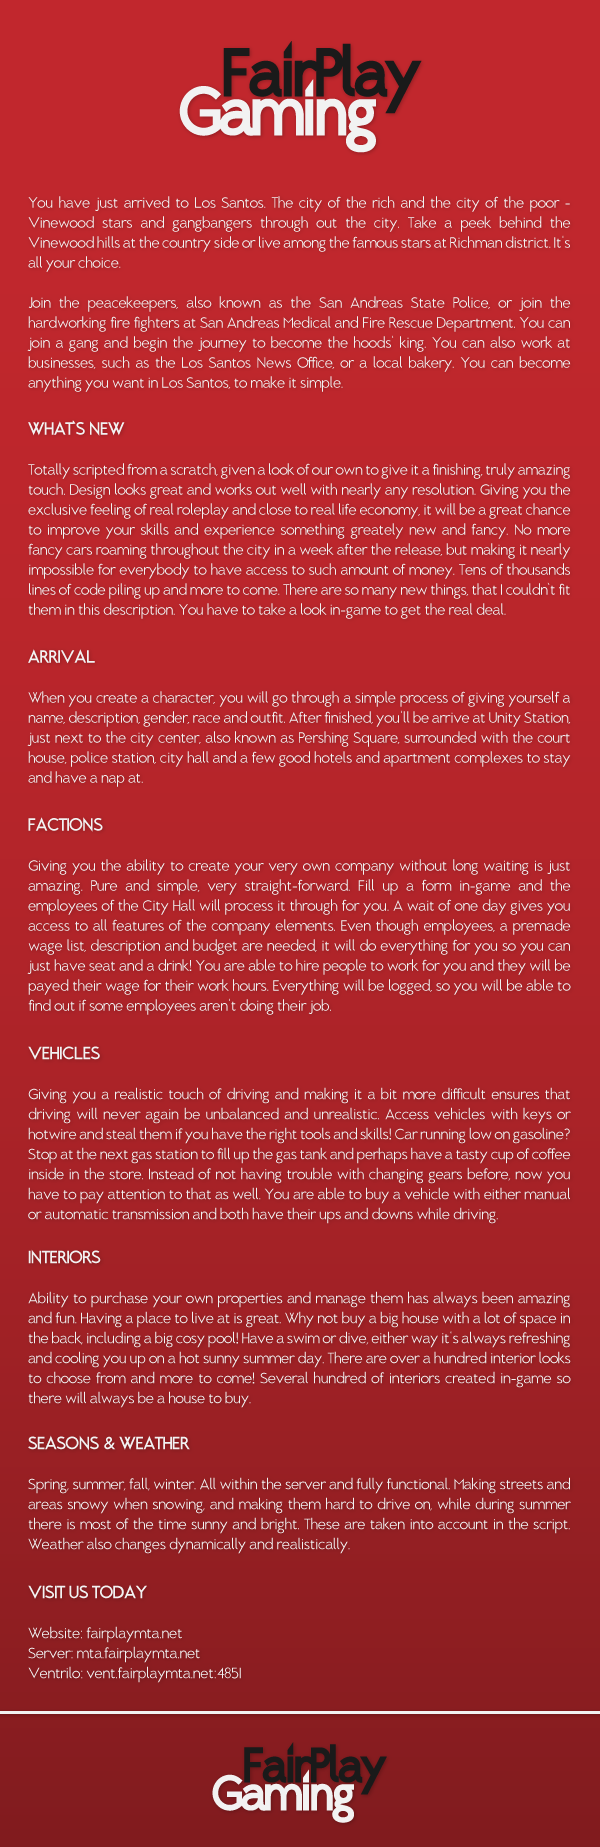 FairPlay
Gaming
You have just arrived to Los Santos. The city of the rich and the city of the poor -
Vinewood stars and gangbangers through out the city. Take a peek behind the
Vinewood hills at the country side or live among the famous stars at Richman district. It's
all your choice.
Join the peacekeepers, also known as the San Andreas State Police, or join the
hardworking fire fighters at San Andreas Medical and Fire Rescue Department. You can
join a gang and begin the journey to become the hoods' king. You can also work at
businesses, such as the Los Santos News Office, or a local bakery. You can become
anything you want in Los Santos, to make it simple.
WHAT'S NEW
Totally scripted from a scratch, given a look of our own to give it a finishing, truly amazing
touch. Design looks great and works out well with nearly any resolution. Giving you the
exclusive feeling of real roleplay and close to real life economy, it will be a great chance
to improve your skills and experience something greately new and fancy. No more
fancy cars roaming throughout the city in a week after the release, but making it nearly
impossible for everybody to have access to such amount of money. Tens of thousands
lines of code piling up and more to come. There are so many new things, that I couldn't fit
them in this description. You have to take a look in-game to get the real deal.
ARRIVAL
When you create a character, you will go through a simple process of giving yourself a
name, description, gender, race and outfit. After finished, you'll be arrive at Unity Station,
just next to the city center, also known as Pershing Square, surrounded with the court
house, police station, city hall and a few good hotels and apartment complexes to stay
and have a nap at.
FACTIONS
Giving you the ability to create your very own company without long waiting is just
amazing. Pure and simple, very straight-forward. Fill up a form in-game and the
employees of the City Hall will process it through for you. A wait of one day gives you
access to all features of the company elements. Even though employees, a premade
wage list, description and budget are needed, it will do everything for you so you can
just have seat and a drink! You are able to hire people to work for you and they will be
payed their wage for their work hours. Everything will be logged, so you will be able to
find out if some employees aren't doing their job.
VEHICLES
Giving you a realistic touch of driving and making it a bit more difficult ensures that
driving will never again be unbalanced and unrealistic. Access vehicles with keys or
hotwire and steal them if you have the right tools and skills! Car running low on gasoline?
Stop at the next gas station to fill up the gas tank and perhaps have a tasty cup of coffee
inside in the store. Instead of not having trouble with changing gears before, now you
have to pay attention to that as well. You are able to buy a vehicle with either manual
or automatic transmission and both have their ups and downs while driving.
INTERIORS
Ability to purchase your own properties and manage them has always been amazing
and fun. Having a place to live at is great. Why not buy a big house with a lot of space in
the back, including a big cosy pool! Have a swim or dive, either way it's always refreshing
and cooling you up on a hot sunny summer day. There are over a hundred interior looks
to choose from and more to come! Several hundred of interiors created in-game so
there will always be a house to buy.
SEASONS & WEATHER
Spring, summer, fall, winter. All within the server and fully functional. Making streets and
areas snowy when snowing, and making them hard to drive on, while during summer
there is most of the time sunny and bright. These are taken into account in the script.
Weather also changes dynamically and realistically.
VISIT US TODAY
Website: fairplaymta.net
Server: mta.fairplaymta.net
Ventrilo: vent.fairplaymta.net:4851
FairPlay
Gaming